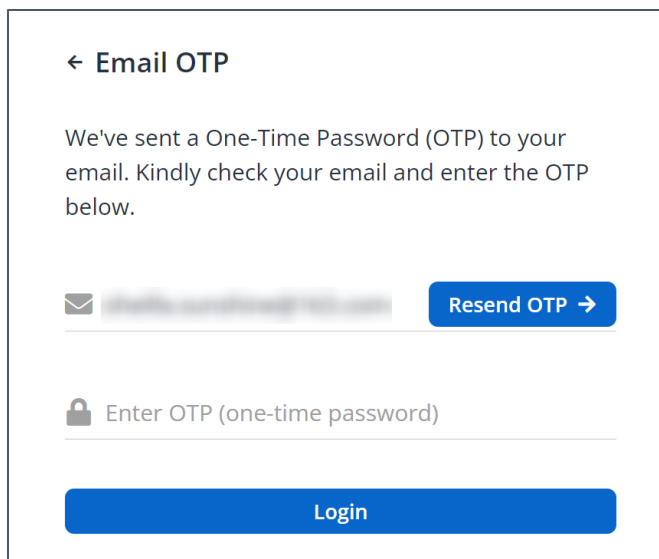 Email OTP
We've sent a One-Time Password (OTP) to your
email. Kindly check your email and enter the OTP
below.
Resend OTP
Enter OTP (one-time password)
Login